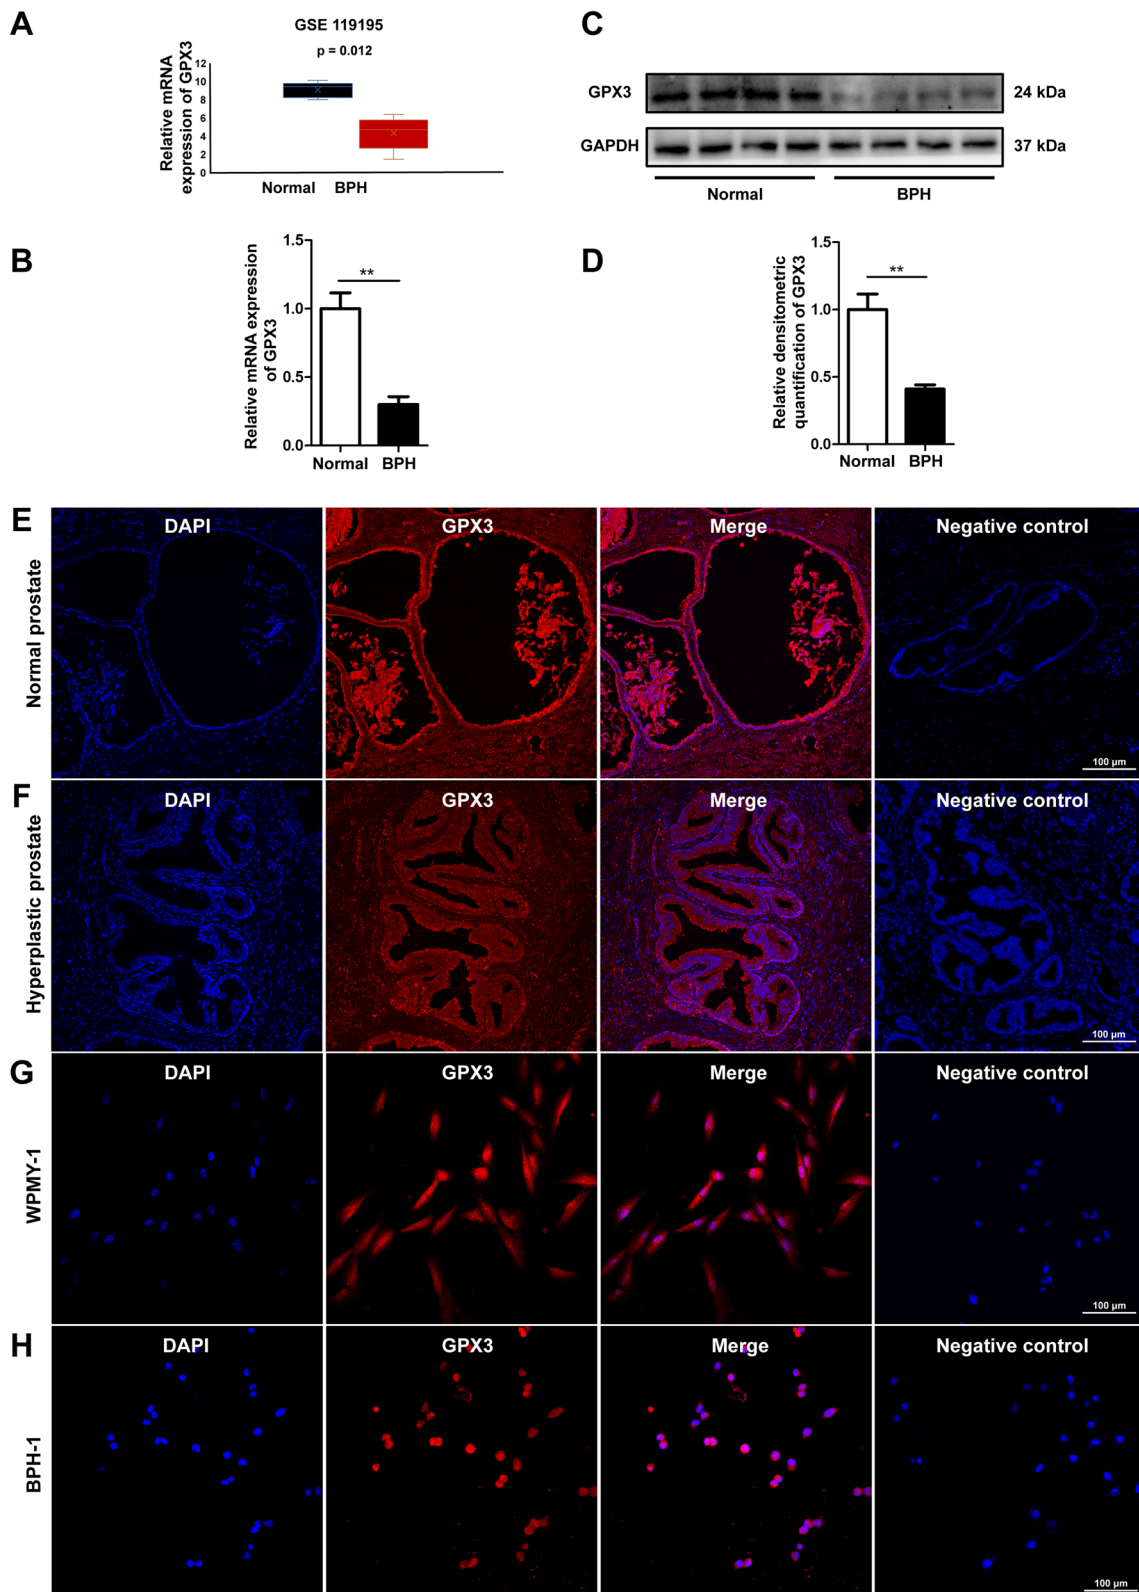 A
GSE 119195
p = 0.012
Relative mRNA
expression of GPX3
12
10
8
6
4
2
0
Normal BPH
C
GPX3
24 kDa
GAPDH
37 kDa
Normal
BPH
B
Relative mRNA expression
of GPX3
1.5
1.0
0.5
0.0
**
Normal BPH
D
Relative densitometric
quantification of GPX3
1.5
1.0
0.5
0.0
**
Normal BPH
E
Normal prostate
DAPI
GPX3
Merge
Negative control
100 µm
F
Hyperplastic prostate
DAPI
GPX3
Merge
Negative control
100 µm
G
WPMY-1
DAPI
GPX3
Merge
Negative control
100 µm
H
BPH-1
DAPI
GPX3
Merge
Negative control
100 µm